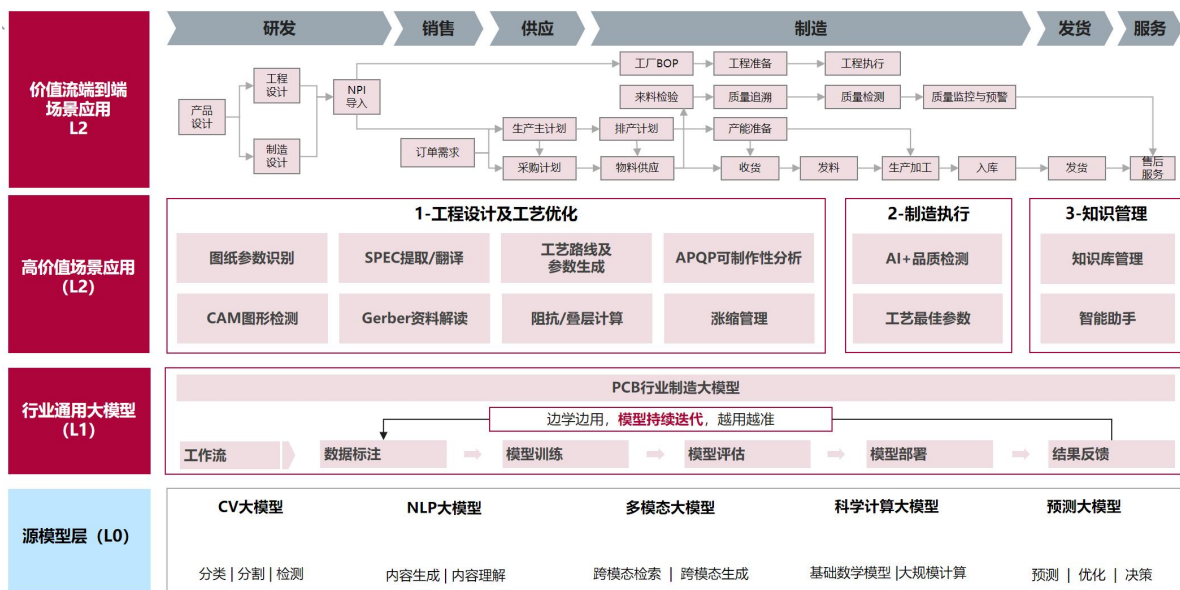 研发
销售
供应
制造
发货
服务
价值流端到端
场景应用
L2
产品
设计
工程
设计
制造
设计
NPI
导入
订单需求
工厂BOP
工程准备
工程执行
来料检验
质量追溯
质量检测
质量监控与预警
生产主计划
排产计划
产能准备
采购计划
物料供应
收货
发料
生产加工
入库
发货
售后
服务
高价值场景应用
(L2)
1-工程设计及工艺优化
图纸参数识别
SPEC提取/翻译
工艺路线及
参数生成
APQP可制作性分析
CAM图形检测
Gerber资料解读
阻抗/叠层计算
涨缩管理
2-制造执行
AI+品质检测
工艺最佳参数
3-知识管理
知识库管理
智能助手
行业通用大模型
(L1)
PCB行业制造大模型
边学边用，模型持续迭代，越用越准
工作流
数据标注
模型训练
模型评估
模型部署
结果反馈
源模型层（L0）
CV大模型
NLP大模型
多模态大模型
科学计算大模型
预测大模型
分类 | 分割 | 检测
内容生成 | 内容理解
跨模态检索 | 跨模态生成
基础数学模型 |大规模计算
预测 | 优化 | 决策